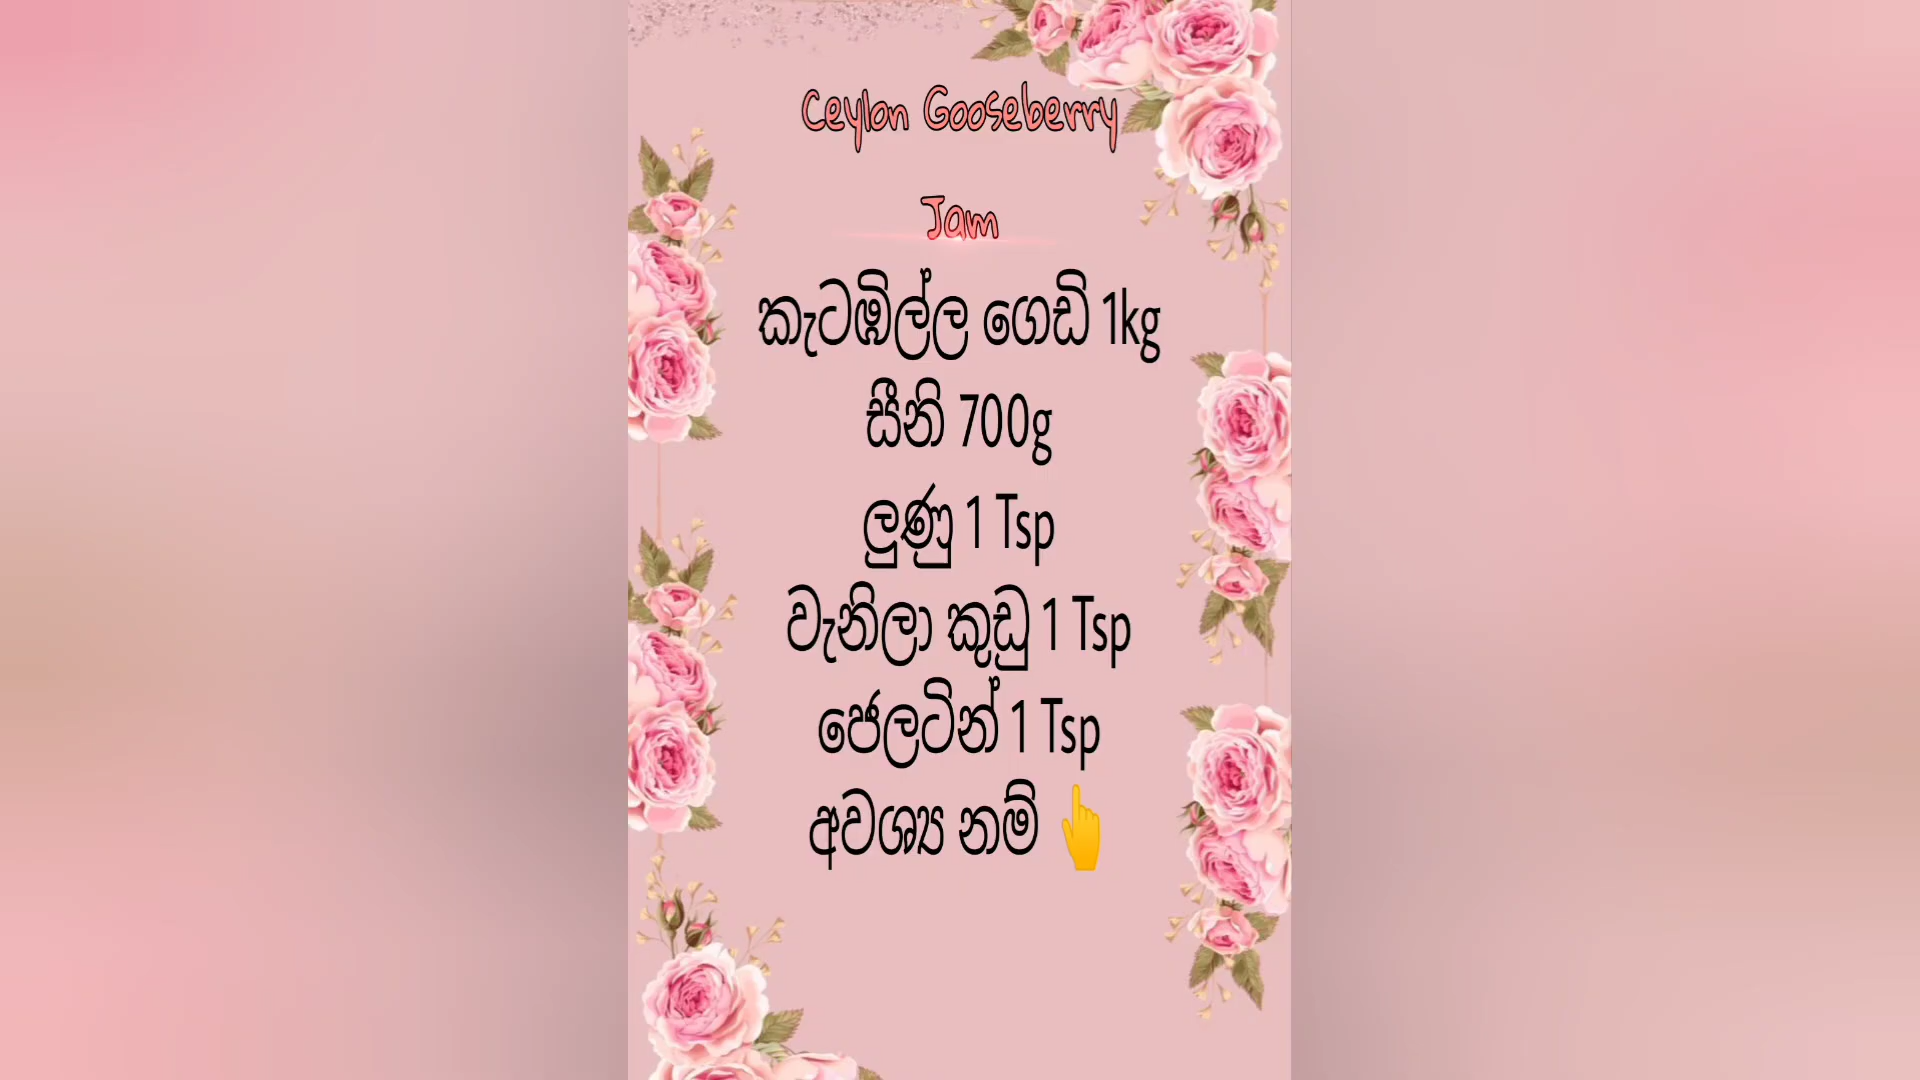 Ceylon Gooseberry
Jam
කැටඹිල්ල ගෙඩි 1kg
සීනි 700g
ලුණු 1 Tsp
වැනිලා කුඩු 1 Tsp
ජෙලටින් 1 Tsp
අවශ්‍ය නම් 👆